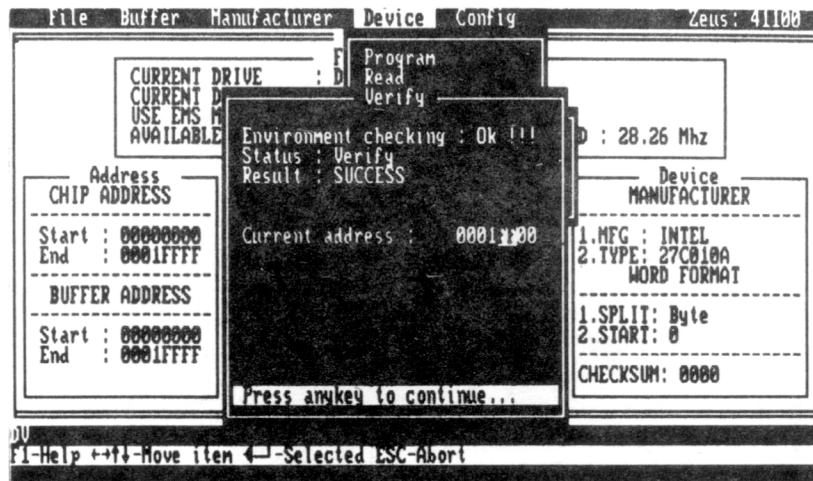 File Buffer Manufacturer Device Config Zeus: 41100
Program
Read
Verify
CURRENT DRIVE : D
CURRENT D
USE EMS M
AVAILABLE
D : 28.26 Mhz
Environment checking : Ok !!!
Status : Verify
Result : SUCCESS
Current address :
Press anykey to continue...
Address
CHIP ADDRESS
Start : 00000000
End : 0001FFFF
BUFFER ADDRESS
Start : 00000000
End : 0001FFFF
Device
MANUFACTURER
1.MFG : INTEL
2.TYPE: 27C010A
WORD FORMAT
1.SPLIT: Byte
2.START: 0
CHECKSUM: 0000
DV
F1-Help ←→↑↓-Move item ←┘-Selected ESC-Abort